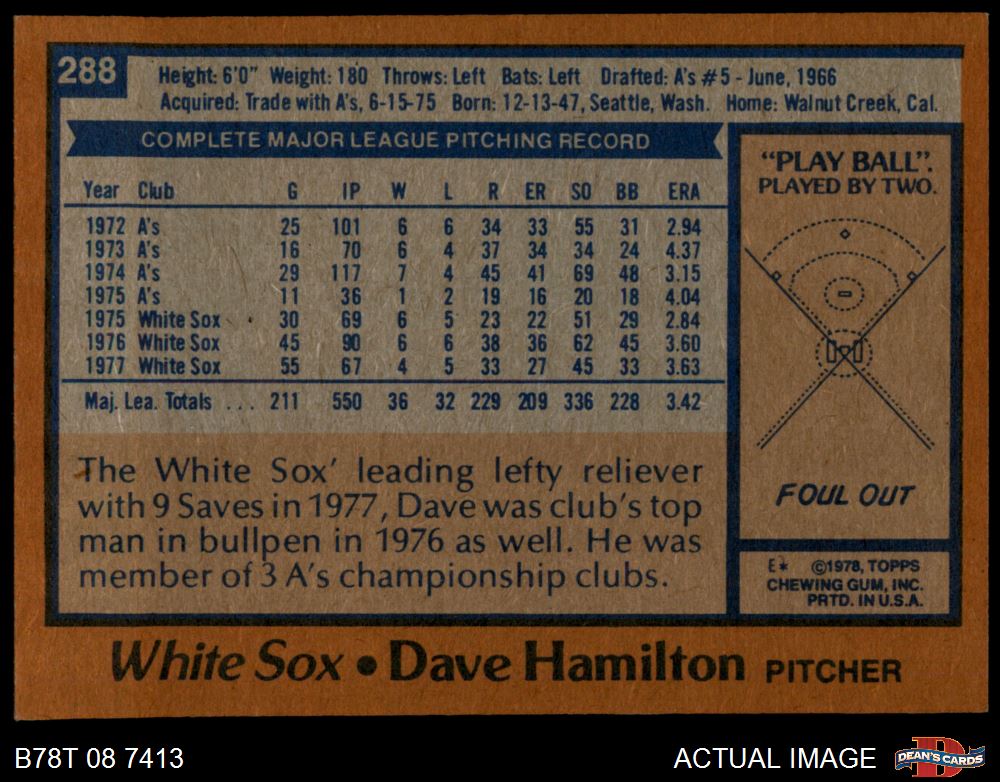 288
Height: 6'0" Weight: 180 Throws: Left Bats: Left Drafted: A's #5 - June, 1966
Acquired: Trade with A's, 6-15-75 Born: 12-13-47, Seattle, Wash. Home: Walnut Creek, Cal.
COMPLETE MAJOR LEAGUE PITCHING RECORD
Year Club G IP W L R ER SO BB ERA
1972 A's 25 101 6 6 34 33 55 31 2.94
1973 A's 16 70 6 4 37 34 34 24 4.37
1974 A's 29 117 7 4 45 41 69 48 3.15
1975 A's 11 36 1 2 19 16 20 18 4.04
1975 White Sox 30 69 6 5 23 22 51 29 2.84
1976 White Sox 45 90 6 6 38 36 62 45 3.60
1977 White Sox 55 67 4 5 33 27 45 33 3.63
Maj. Lea. Totals ... 211 550 36 32 229 209 336 228 3.42
The White Sox' leading lefty reliever
with 9 Saves in 1977, Dave was club's top
man in bullpen in 1976 as well. He was
member of 3 A's championship clubs.
"PLAY BALL".
PLAYED BY TWO.
FOUL OUT
E* ©1978, TOPPS
CHEWING GUM, INC.
PRTD. IN U.S.A.
White Sox • Dave Hamilton PITCHER
B78T 08 7413
ACTUAL IMAGE
D
DEAN'S CARDS